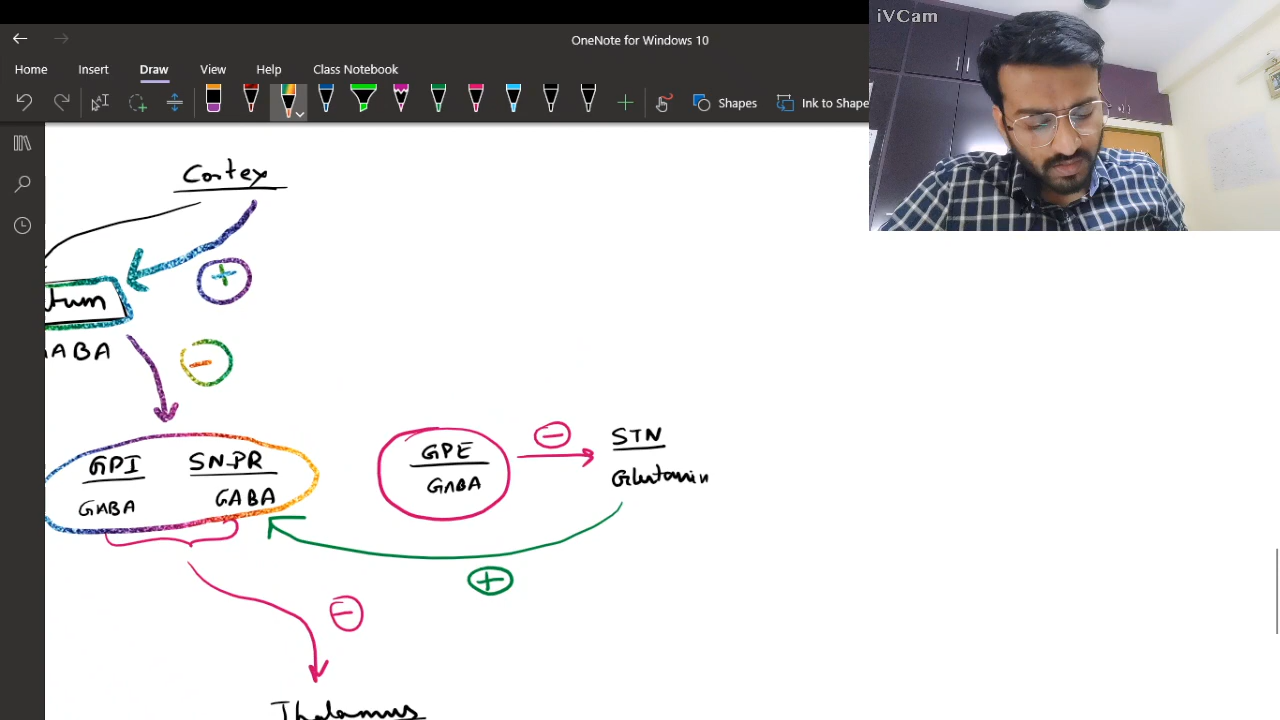 iVCam
OneNote for Windows 10
Home Insert Draw View Help Class Notebook
Shapes Ink to Shape
Cortex
+
tum
GABA
-
GPI SNPR
GABA GABA
GPE
GABA
-
STN
Glutamin
+
-
Thalamus